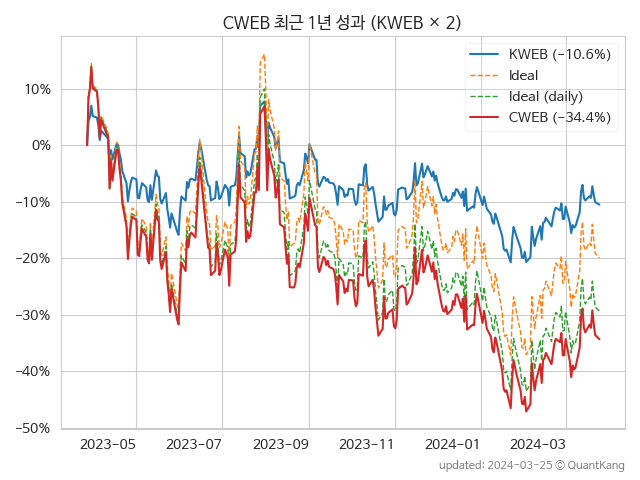 CWEB 최근 1년 성과 (KWEB × 2)
KWEB (−10.6%)
Ideal
Ideal (daily)
CWEB (−34.4%)
10%
0%
−10%
−20%
−30%
−40%
−50%
2023-05
2023-07
2023-09
2023-11
2024-01
2024-03
updated: 2024-03-25 © QuantKang